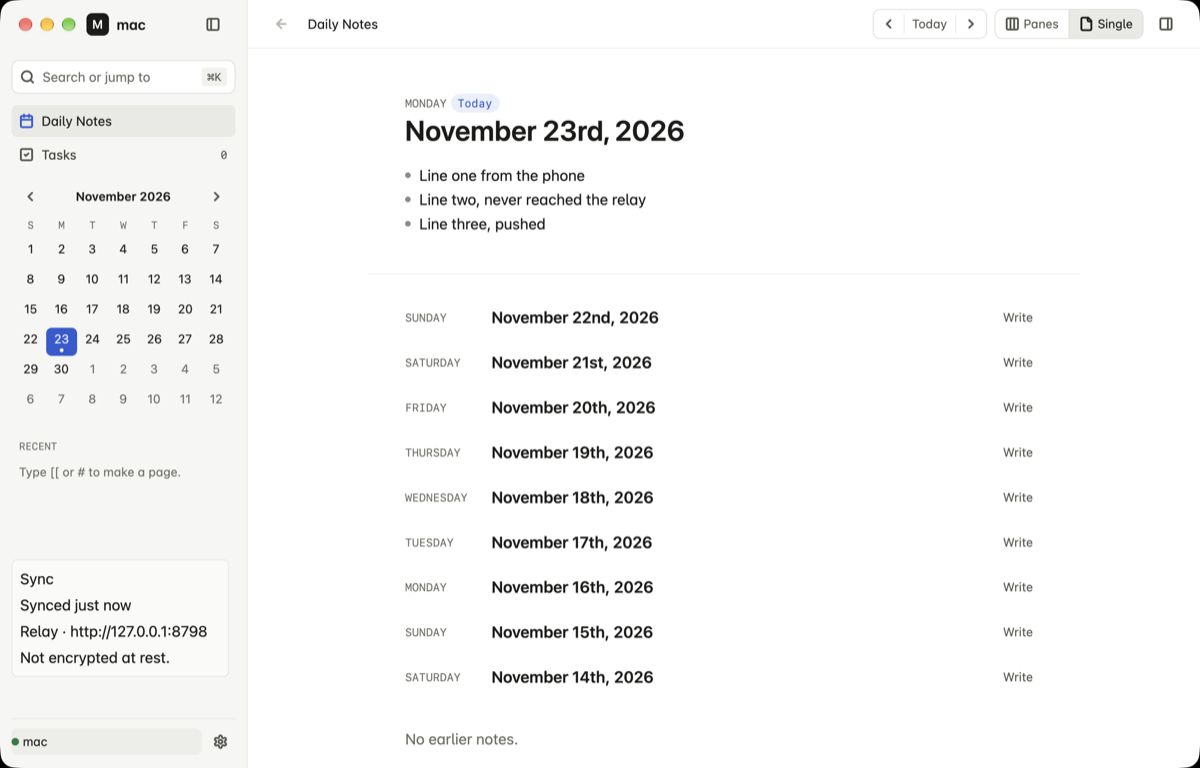 M mac
Search or jump to ⌘K
Daily Notes
Tasks 0
November 2026
S M T W T F S
1 2 3 4 5 6 7
8 9 10 11 12 13 14
15 16 17 18 19 20 21
22 23 24 25 26 27 28
29 30 1 2 3 4 5
6 7 8 9 10 11 12
RECENT
Type [[ or # to make a page.
Sync
Synced just now
Relay · http://127.0.0.1:8798
Not encrypted at rest.
mac
Daily Notes
Today
Panes
Single
MONDAY Today
November 23rd, 2026
• Line one from the phone
• Line two, never reached the relay
• Line three, pushed
SUNDAY November 22nd, 2026 Write
SATURDAY November 21st, 2026 Write
FRIDAY November 20th, 2026 Write
THURSDAY November 19th, 2026 Write
WEDNESDAY November 18th, 2026 Write
TUESDAY November 17th, 2026 Write
MONDAY November 16th, 2026 Write
SUNDAY November 15th, 2026 Write
SATURDAY November 14th, 2026 Write
No earlier notes.